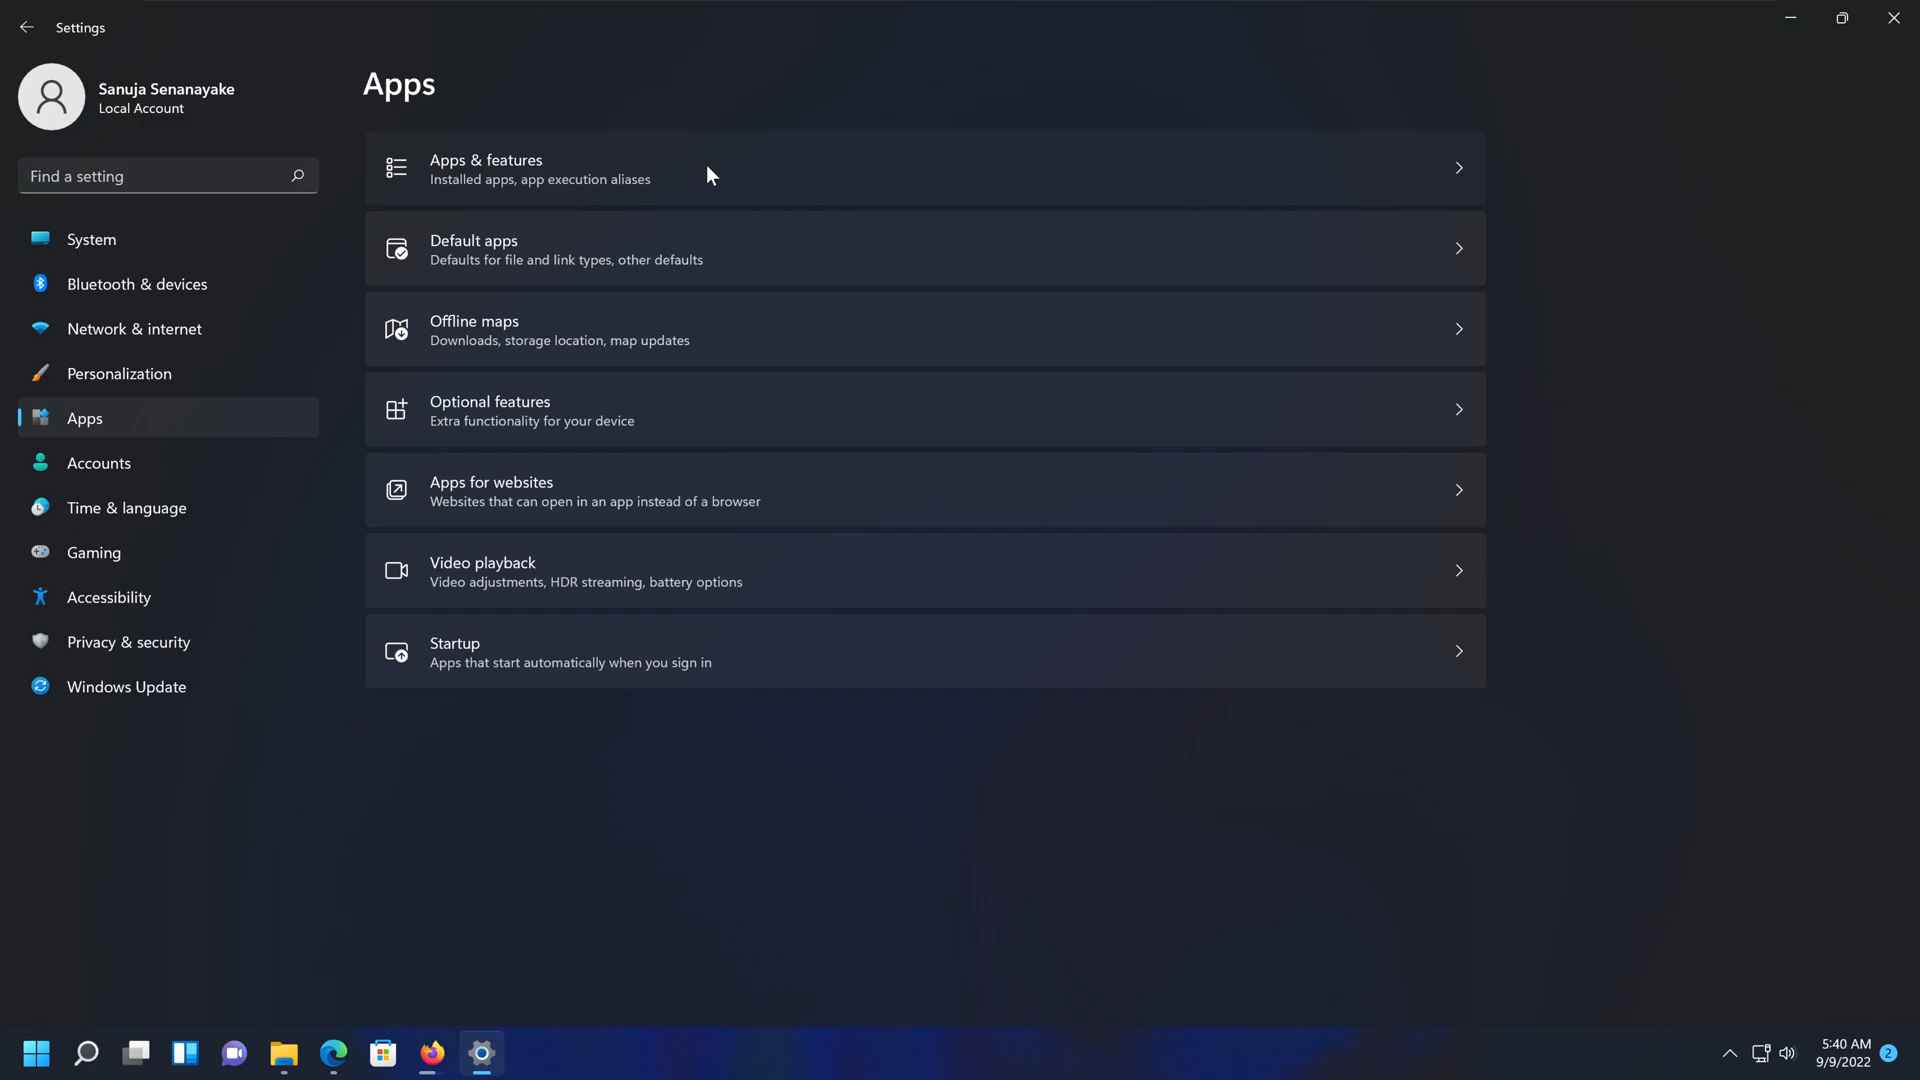 Settings
Sanuja Senanayake
Local Account
Find a setting
System
Bluetooth & devices
Network & internet
Personalization
Apps
Accounts
Time & language
Gaming
Accessibility
Privacy & security
Windows Update
Apps
Apps & features
Installed apps, app execution aliases
Default apps
Defaults for file and link types, other defaults
Offline maps
Downloads, storage location, map updates
Optional features
Extra functionality for your device
Apps for websites
Websites that can open in an app instead of a browser
Video playback
Video adjustments, HDR streaming, battery options
Startup
Apps that start automatically when you sign in
5:40 AM
9/9/2022
2